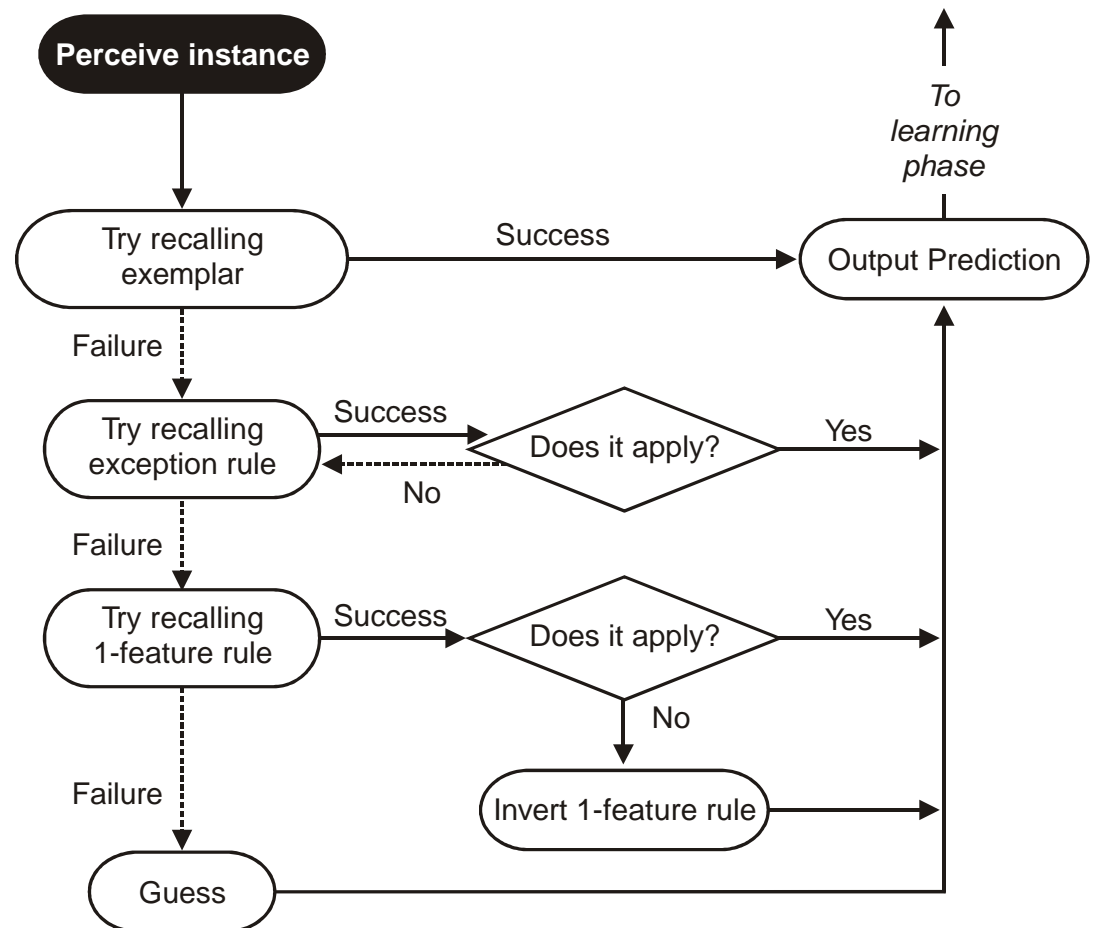 Perceive instance
To
learning
phase
Try recalling
exemplar
Success
Output Prediction
Failure
Try recalling
exception rule
Success
No
Does it apply?
Yes
Failure
Try recalling
1-feature rule
Success
Does it apply?
Yes
No
Invert 1-feature rule
Failure
Guess